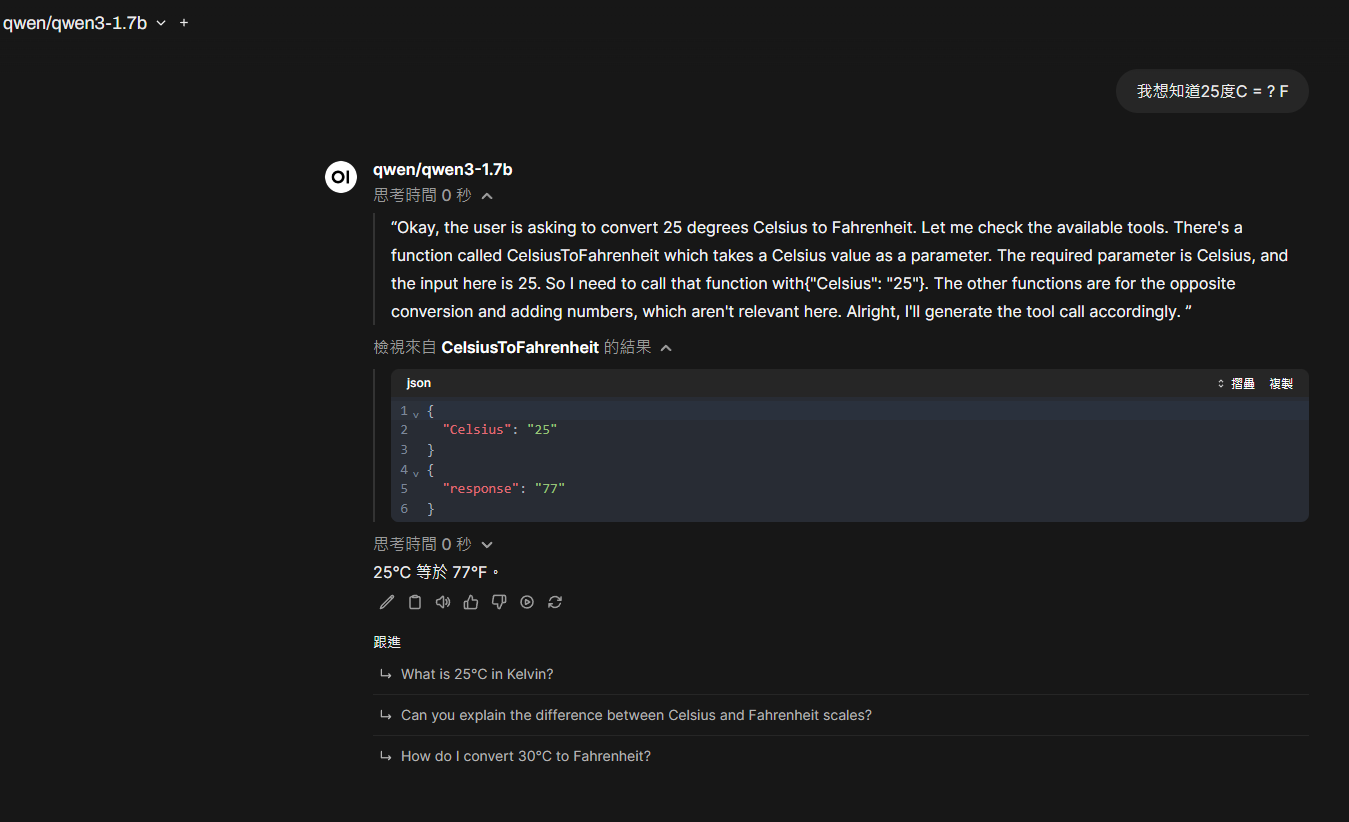 qwen/qwen3-1.7b
我想知道25度C = ? F
OI
qwen/qwen3-1.7b
思考時間 0 秒
“Okay, the user is asking to convert 25 degrees Celsius to Fahrenheit. Let me check the available tools. There's a
function called CelsiusToFahrenheit which takes a Celsius value as a parameter. The required parameter is Celsius, and
the input here is 25. So I need to call that function with{"Celsius": "25"}. The other functions are for the opposite
conversion and adding numbers, which aren't relevant here. Alright, I'll generate the tool call accordingly. ”
檢視來自 CelsiusToFahrenheit 的結果
json 摺疊 複製
1 {
2 "Celsius": "25"
3 }
4 {
5 "response": "77"
6 }
思考時間 0 秒
25°C 等於 77°F。
跟進
What is 25°C in Kelvin?
Can you explain the difference between Celsius and Fahrenheit scales?
How do I convert 30°C to Fahrenheit?